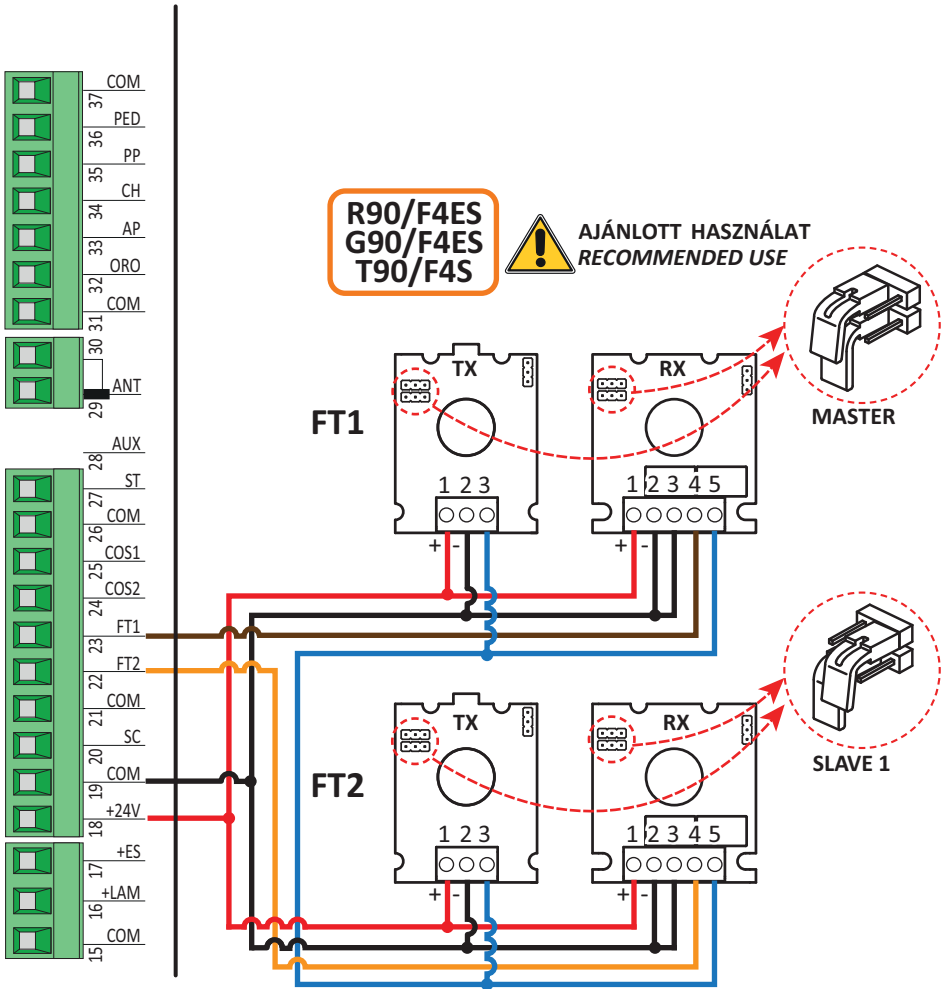 COM
37
PED
36
PP
35
CH
34
AP
33
ORO
32
COM
31
30
ANT
29
AUX
28
ST
27
COM
26
COS1
25
COS2
24
FT1
23
FT2
22
COM
21
SC
20
COM
19
+24V
18
+ES
17
+LAM
16
COM
15
R90/F4ES
G90/F4ES
T90/F4S
AJÁNLOTT HASZNÁLAT
RECOMMENDED USE
FT1
TX
1 2 3
+ -
RX
1 2 3 4 5
+ -
MASTER
FT2
TX
1 2 3
+ -
RX
1 2 3 4 5
+ -
SLAVE 1